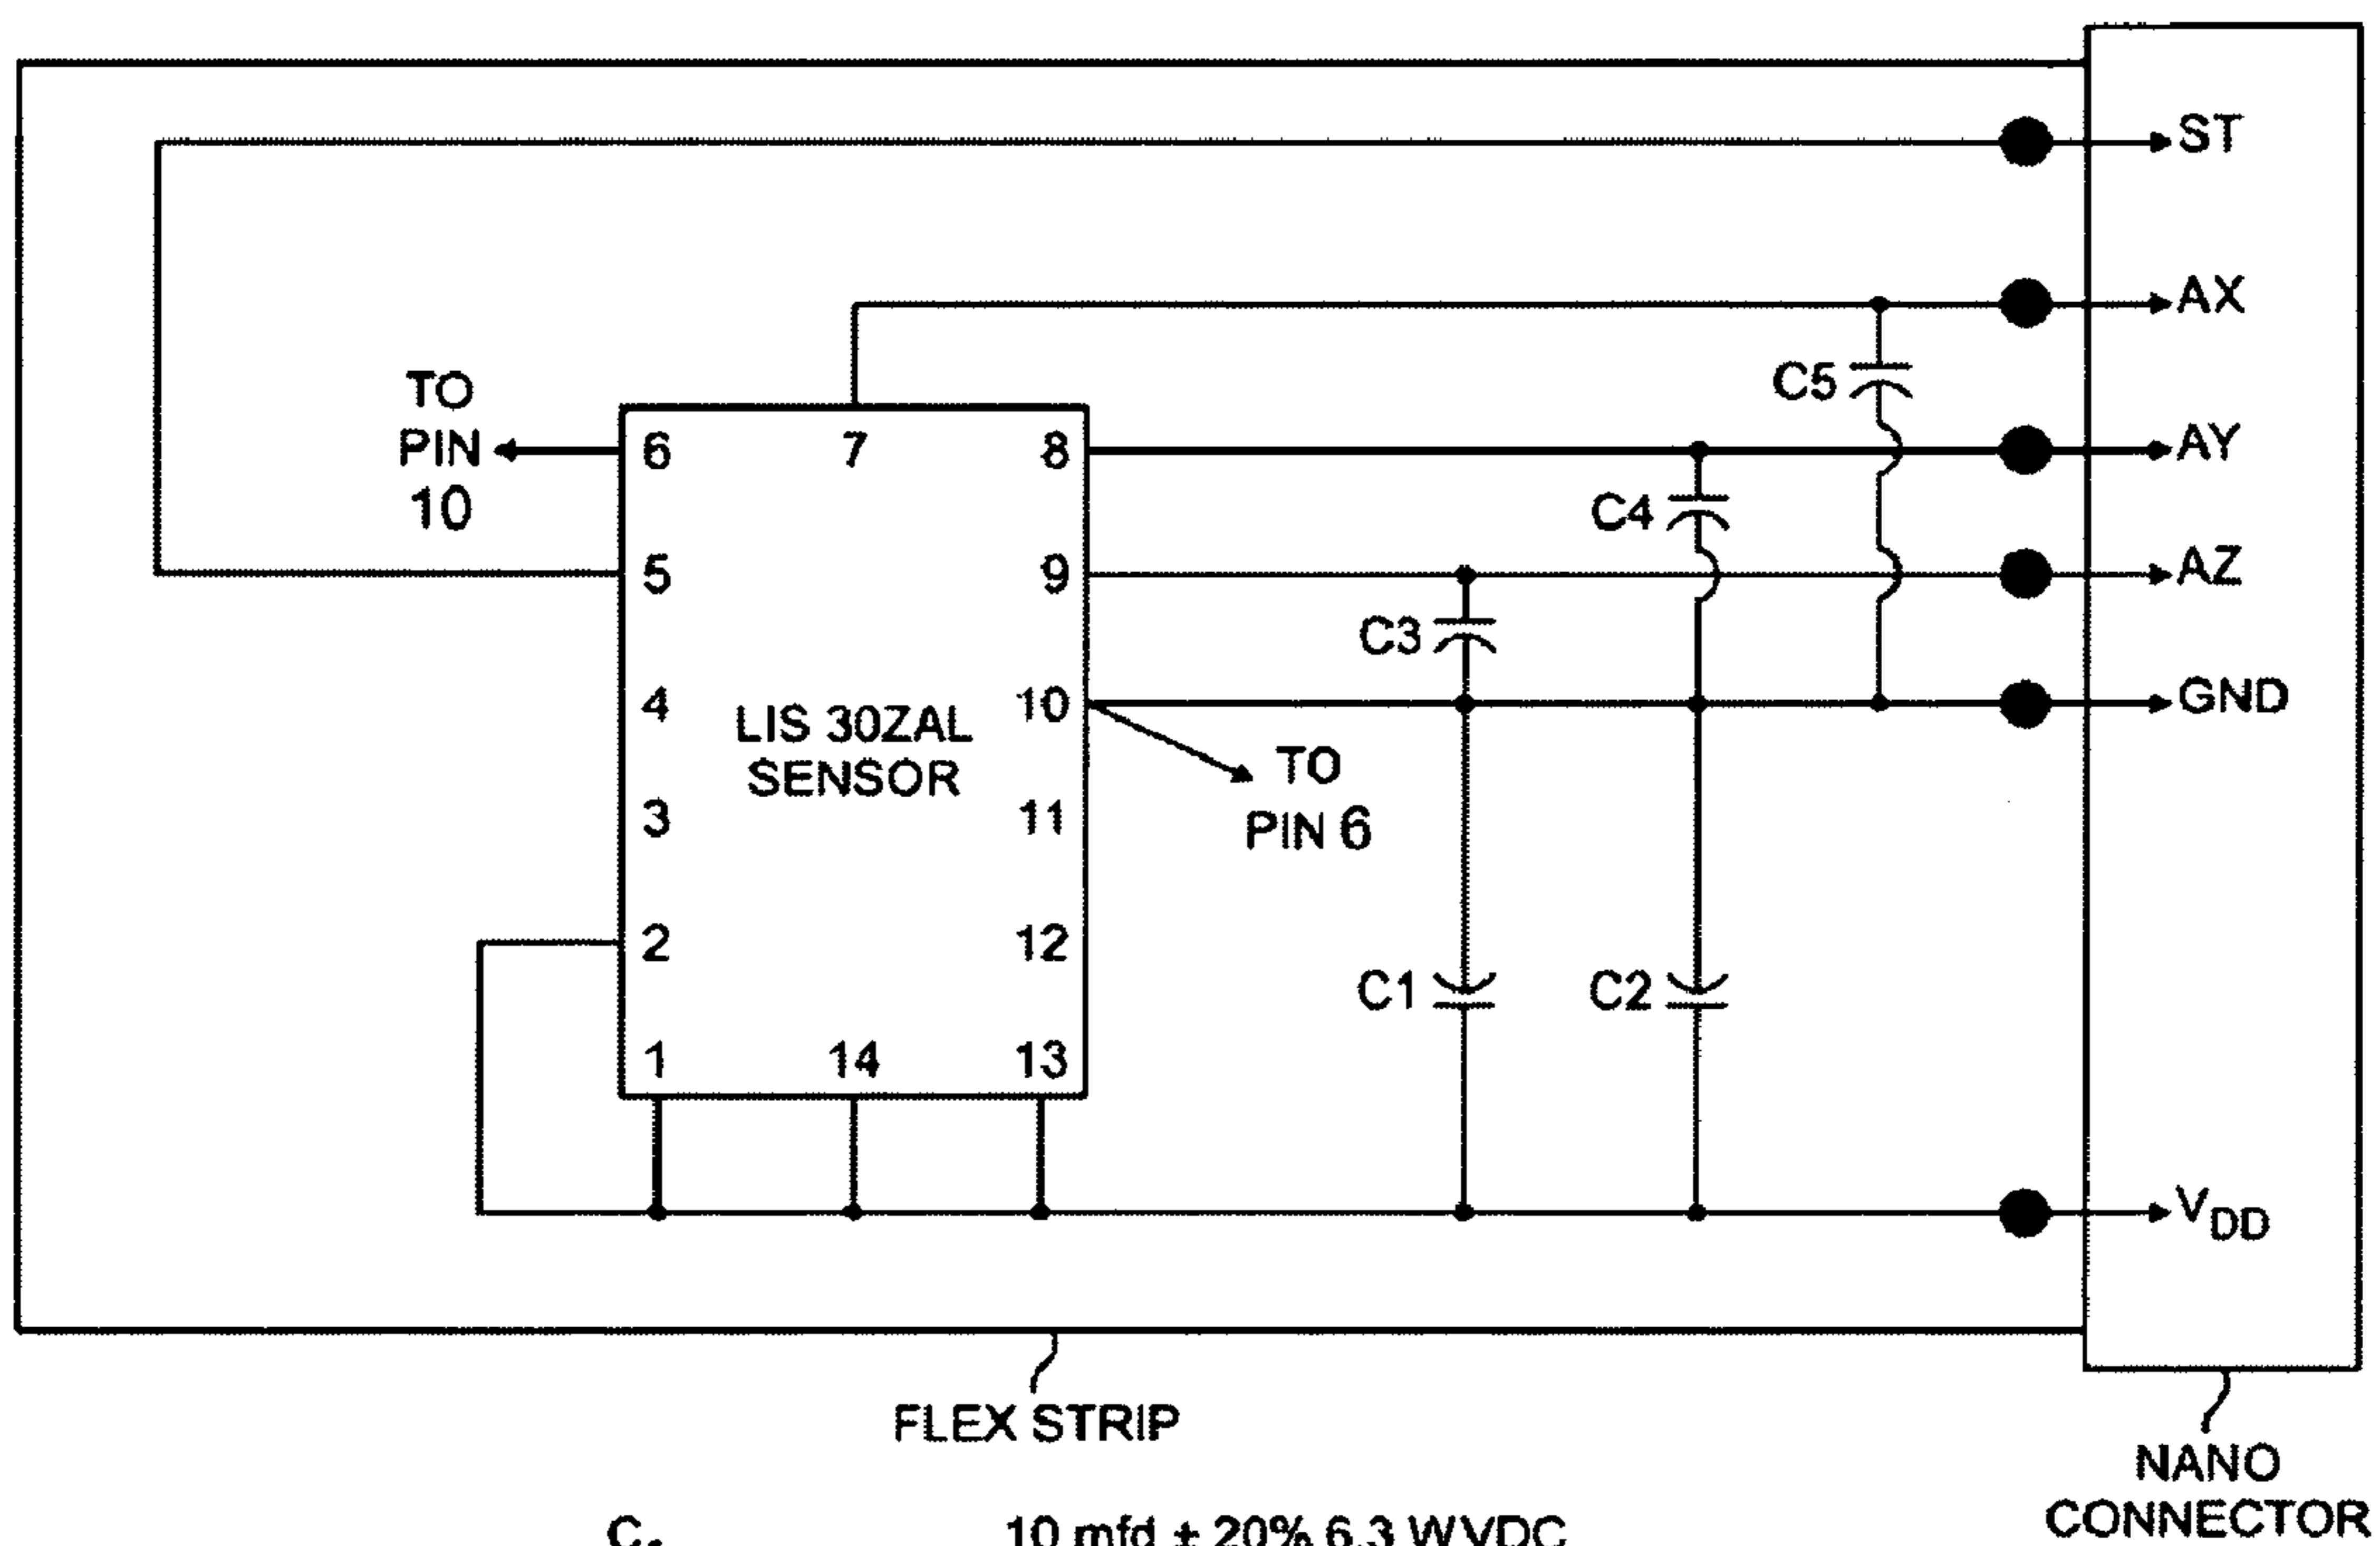 ST
AX
C5
TO
PIN
10
6
7
8
AY
C4
5
9
AZ
C3
4
10
GND
LIS 30ZAL
SENSOR
TO
PIN 6
3
11
2
12
C1
C2
1
14
13
VDD
FLEX STRIP
NANO
CONNECTOR
10 mfd ± 20% 6.3 WVDC